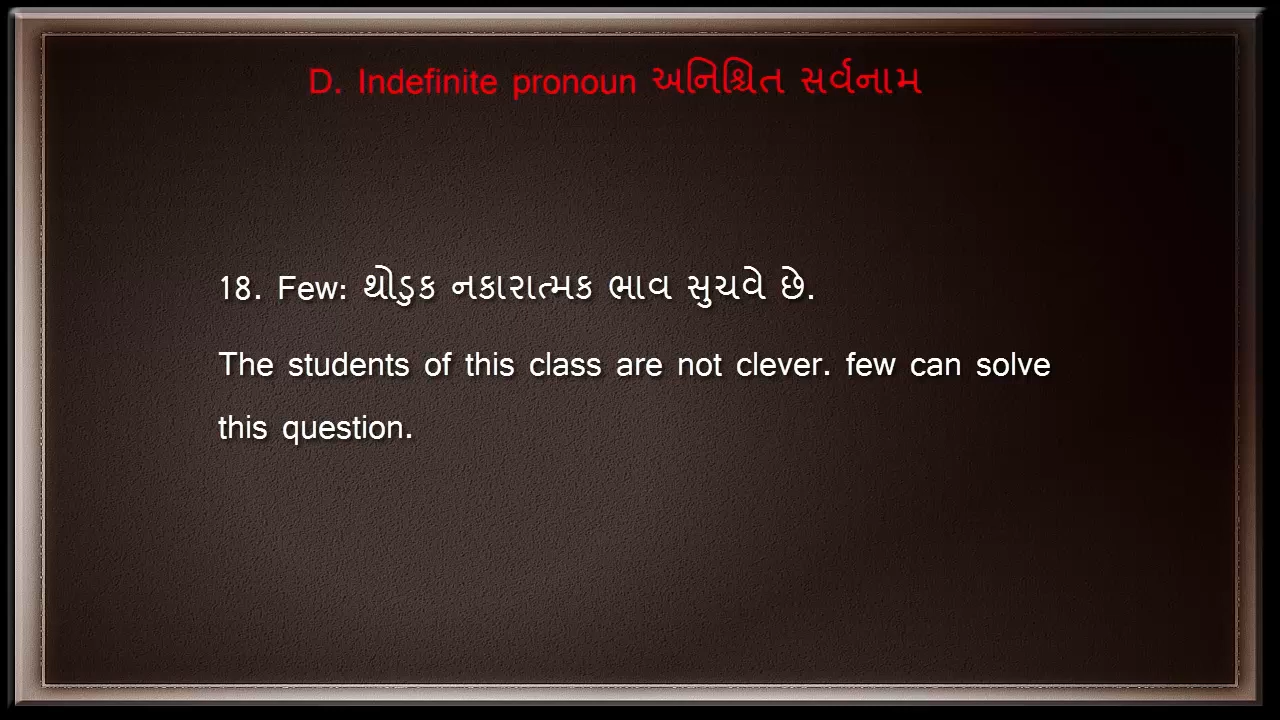 D. Indefinite pronoun અનિશ્ચિત સર્વનામ
18. Few: થોડુક નકારાત્મક ભાવ સુચવે છે.
The students of this class are not clever. few can solve
this question.